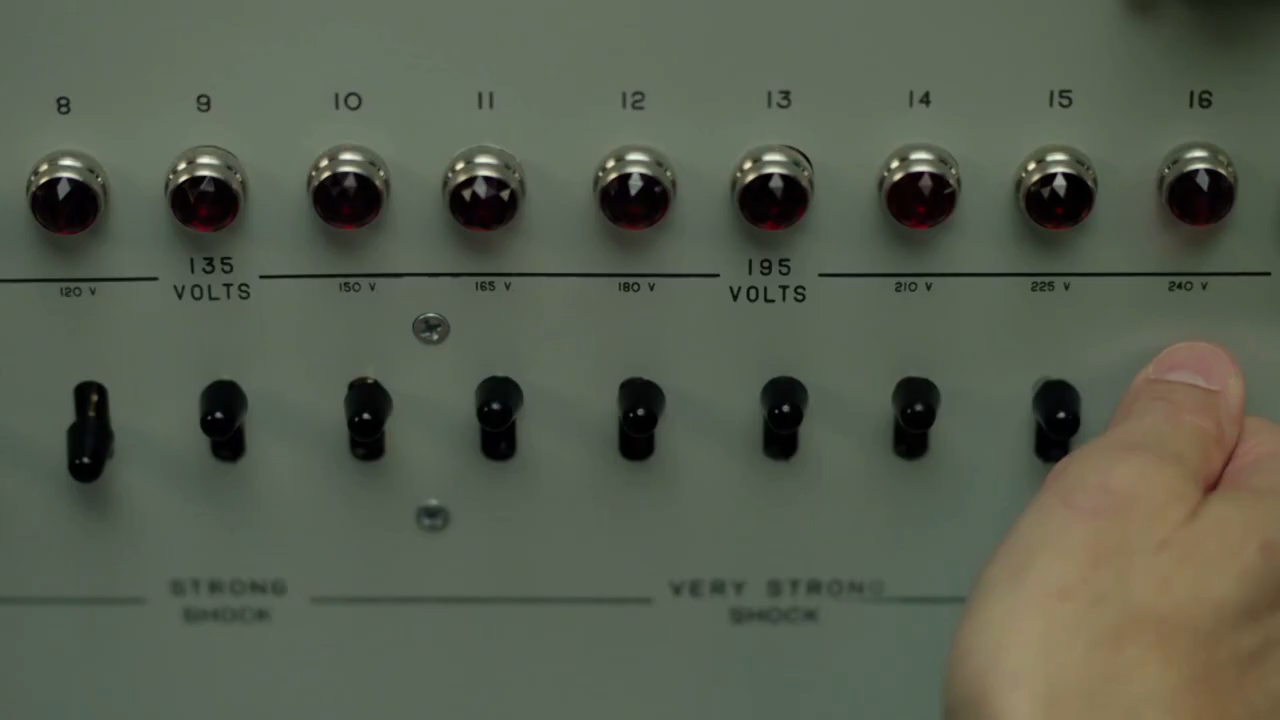 8 9 10 11 12 13 14 15 16
135 195
120 V VOLTS 150 V 165 V 180 V VOLTS 210 V 225 V 240 V
STRONG VERY STRONG
SHOCK SHOCK